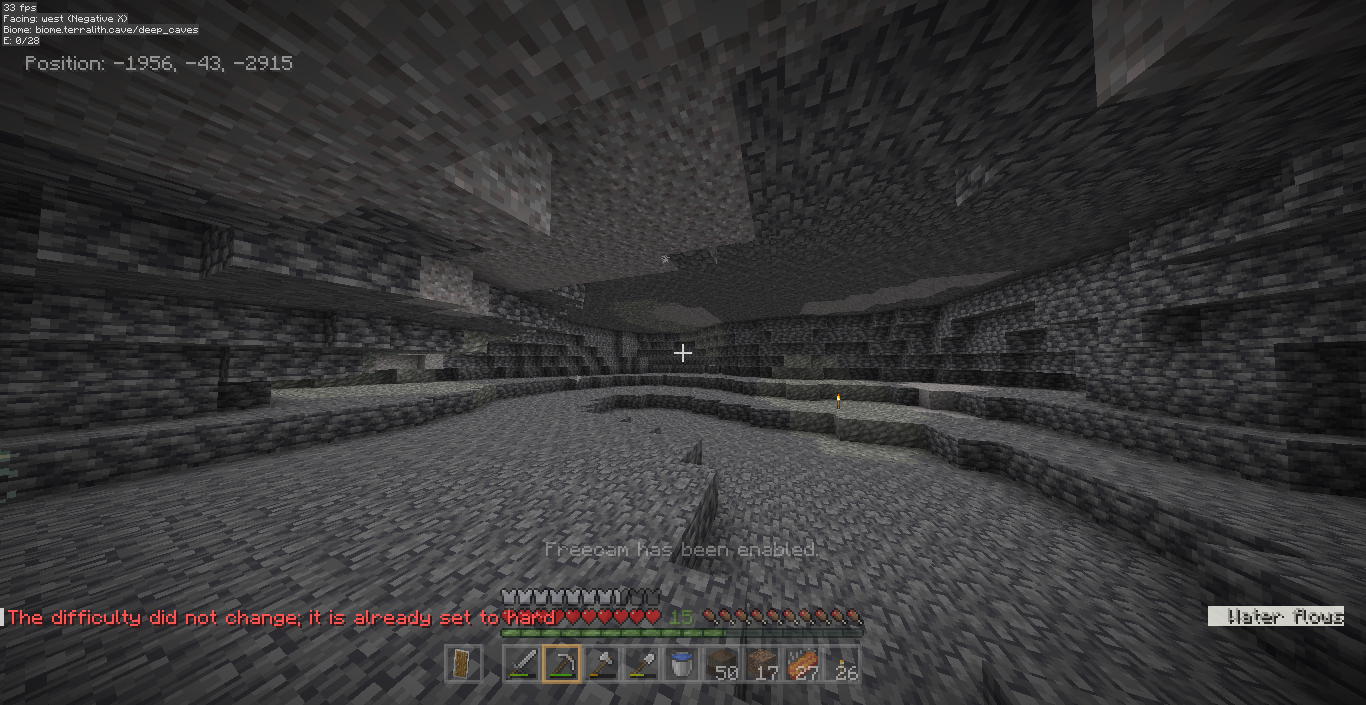 33 fps
Facing: west (Negative X)
Biome: biome.terralith.cave/deep_caves
E: 0/28
Position: -1956, -43, -2915
Freecam has been enabled.
The difficulty did not change; it is already set to hard
15
Water flows
50 17 27 26